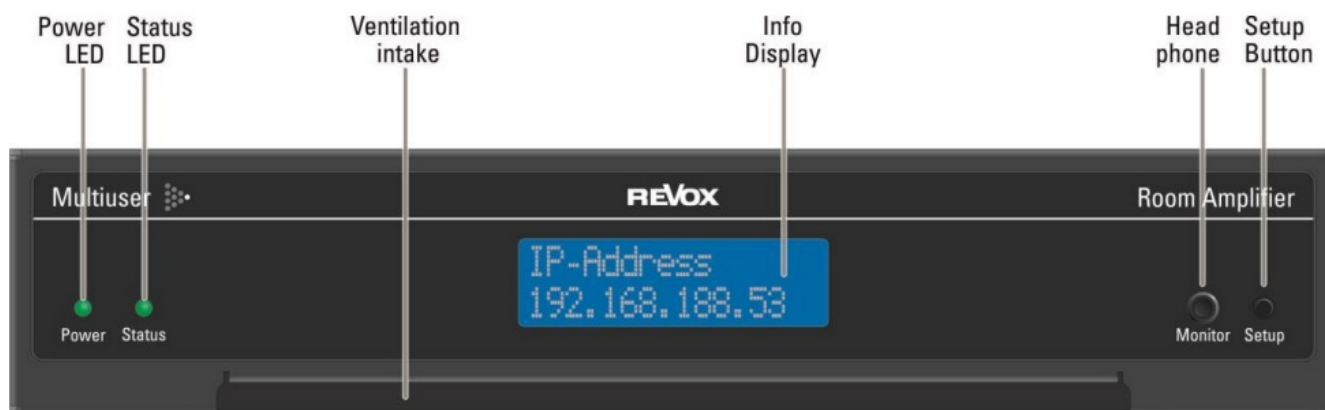 Power LED
Status LED
Ventilation intake
Info Display
Head phone
Setup Button
Multiuser
REVOX
Room Amplifier
IP-Address
192.168.188.53
Power
Status
Monitor
Setup